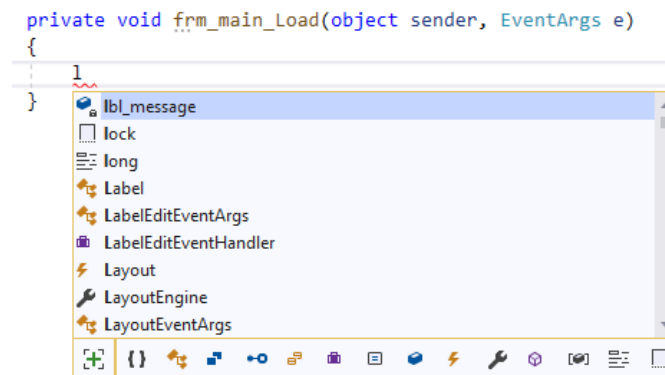 private void frm_main_Load(object sender, EventArgs e)
{
l
}
lbl_message
lock
long
Label
LabelEditEventArgs
LabelEditEventHandler
Layout
LayoutEngine
LayoutEventArgs